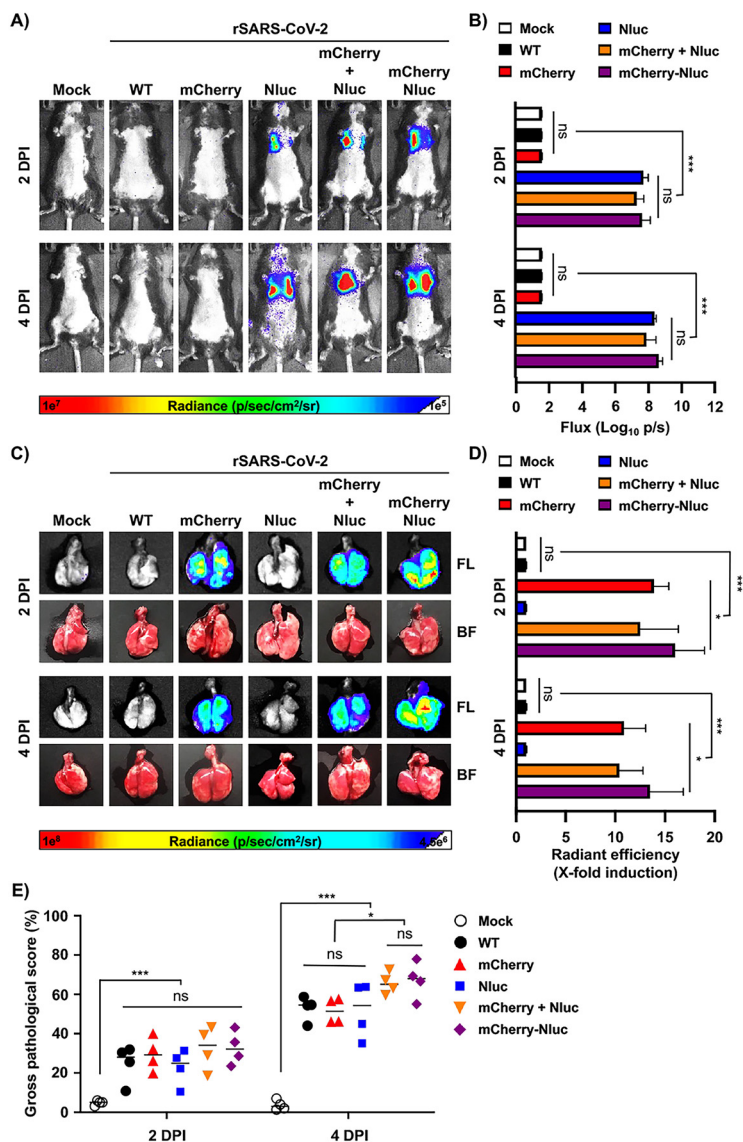 A)
rSARS-CoV-2
mCherry
+
Mock WT mCherry Nluc Nluc mCherry
Nluc
2 DPI
4 DPI
1e7 Radiance (p/sec/cm2/sr) 1e5
B)
Mock Nluc
WT mCherry + Nluc
mCherry mCherry-Nluc
2 DPI
ns
ns
***
4 DPI
ns
ns
***
0 2 4 6 8 10 12
Flux (Log10 p/s)
C)
rSARS-CoV-2
mCherry
+
Mock WT mCherry Nluc Nluc mCherry
Nluc
2 DPI
FL
BF
4 DPI
FL
BF
1e8 Radiance (p/sec/cm2/sr) 4.5e6
D)
Mock Nluc
WT mCherry + Nluc
mCherry mCherry-Nluc
2 DPI
ns
*
***
4 DPI
ns
*
***
0 5 10 15 20
Radiant efficiency
(X-fold induction)
E)
Gross pathological score (%)
100
80
60
40
20
0
***
ns
***
*
ns
ns
2 DPI 4 DPI
Mock
WT
mCherry
Nluc
mCherry + Nluc
mCherry-Nluc